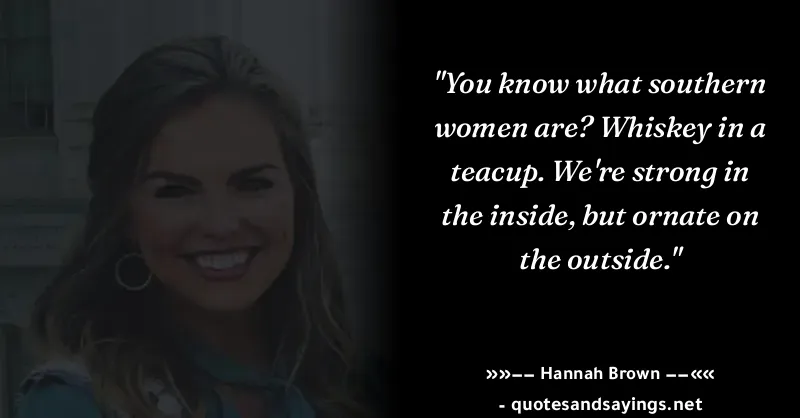 "You know what southern
women are? Whiskey in a
teacup. We're strong in
the inside, but ornate on
the outside."
»»−− Hannah Brown −−««
- quotesandsayings.net